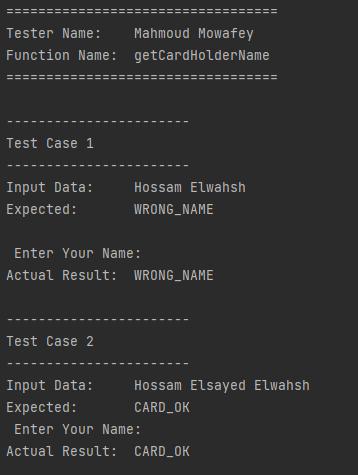 ==================================
Tester Name:    Mahmoud Mowafey
Function Name:  getCardHolderName
==================================
-----------------------
Test Case 1
-----------------------
Input Data:     Hossam Elwahsh
Expected:       WRONG_NAME
Enter Your Name:
Actual Result:  WRONG_NAME
-----------------------
Test Case 2
-----------------------
Input Data:     Hossam Elsayed Elwahsh
Expected:       CARD_OK
Enter Your Name:
Actual Result:  CARD_OK